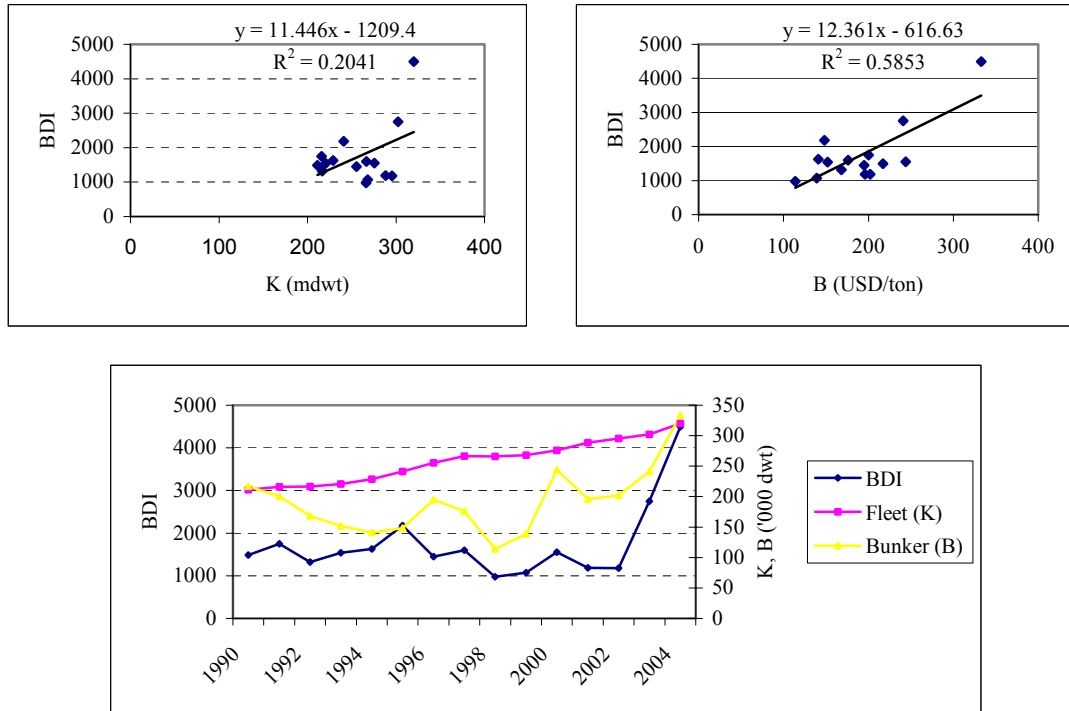 y = 11.446x - 1209.4
R² = 0.2041
5000
4000
3000
2000
1000
0
BDI
0 100 200 300 400
K (mdwt)
y = 12.361x - 616.63
R² = 0.5853
5000
4000
3000
2000
1000
0
BDI
0 100 200 300 400
B (USD/ton)
5000
4000
3000
2000
1000
0
BDI
350
300
250
200
150
100
50
0
K, B ('000 dwt)
1990 1992 1994 1996 1998 2000 2002 2004
BDI
Fleet (K)
Bunker (B)